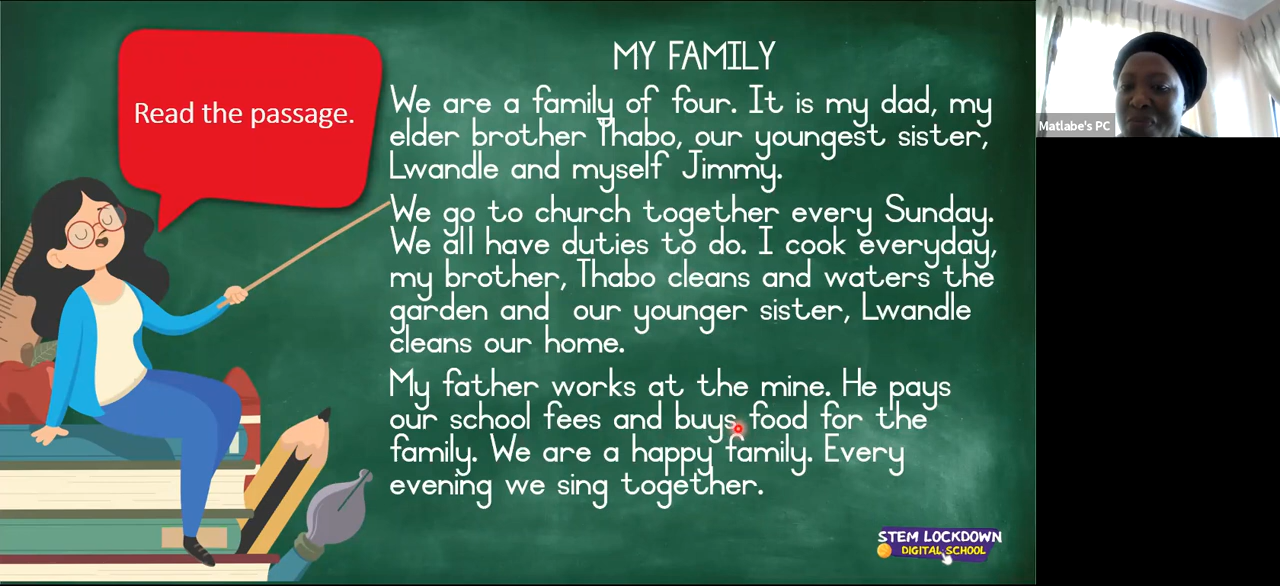 Read the passage.
MY FAMILY
We are a family of four. It is my dad, my
elder brother Thabo, our youngest sister,
Lwandle and myself Jimmy.
We go to church together every Sunday.
We all have duties to do. I cook everyday,
my brother, Thabo cleans and waters the
garden and our younger sister, Lwandle
cleans our home.
My father works at the mine. He pays
our school fees and buys food for the
family. We are a happy family. Every
evening we sing together.
STEM LOCKDOWN
DIGITAL SCHOOL
Matlabe's PC